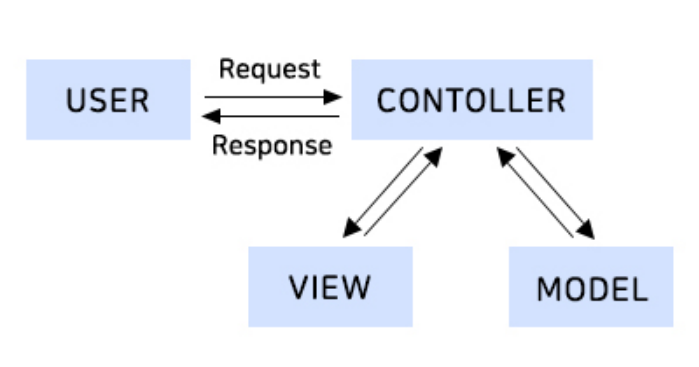 Request
USER
CONTOLLER
Response
VIEW
MODEL